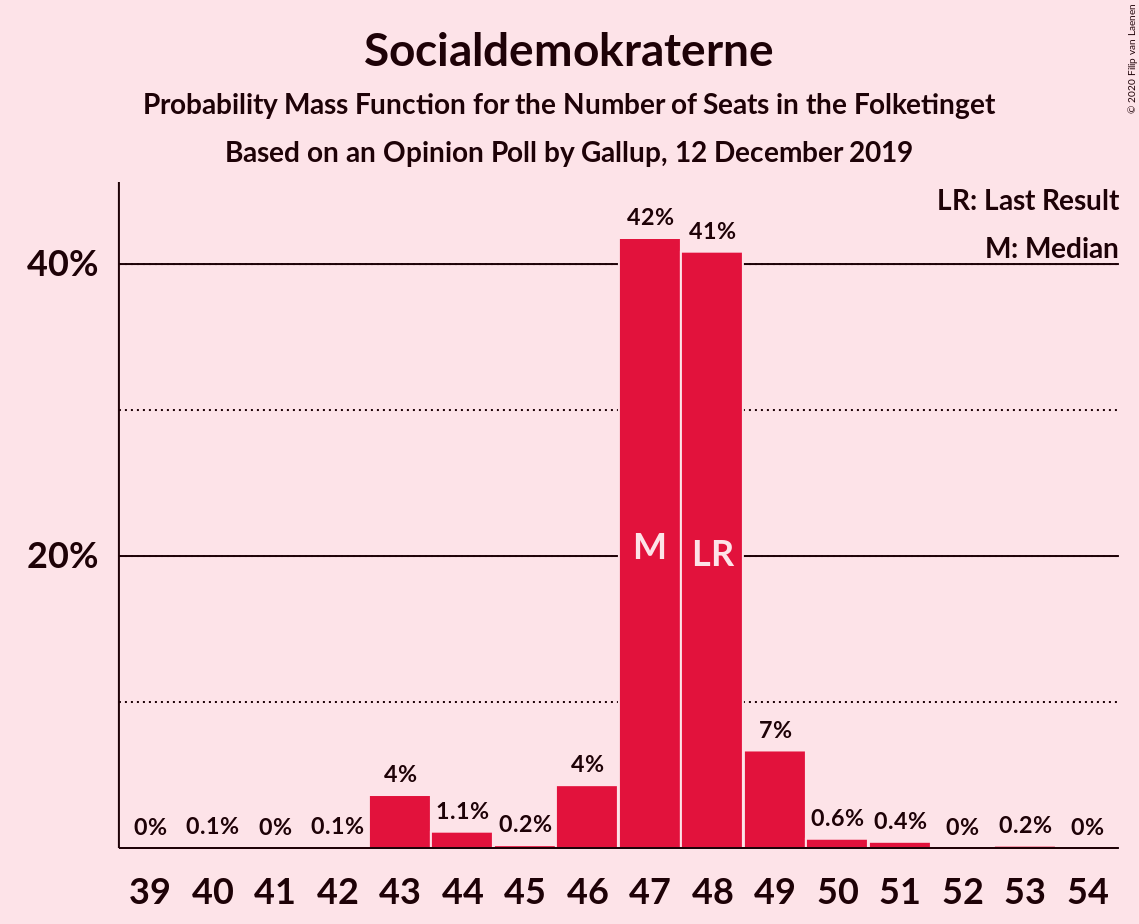 Socialdemokraterne
Probability Mass Function for the Number of Seats in the Folketinget
Based on an Opinion Poll by Gallup, 12 December 2019
© 2020 Filip van Laenen
LR: Last Result
M: Median
40%
20%
0%
0.1%
0%
0.1%
4%
1.1%
0.2%
4%
42%
41%
7%
0.6%
0.4%
0%
0.2%
0%
M
LR
39 40 41 42 43 44 45 46 47 48 49 50 51 52 53 54